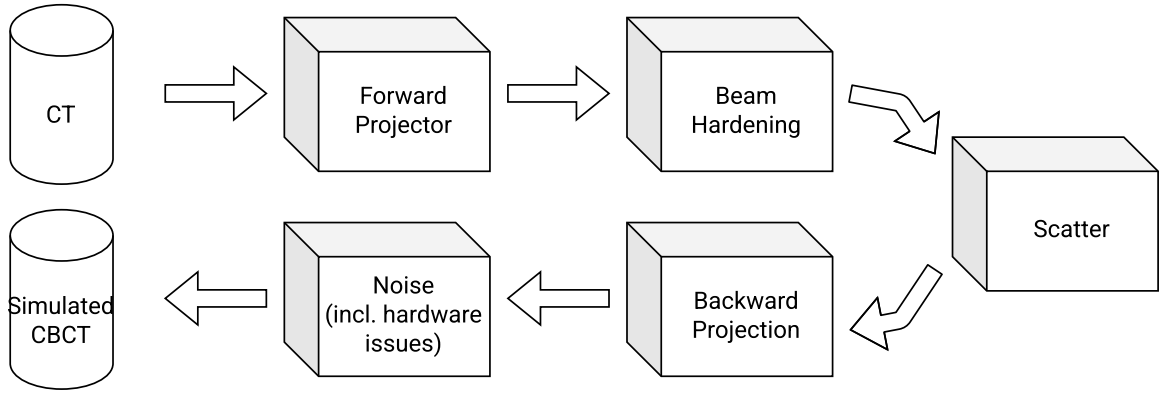 CT
Forward
Projector
Beam
Hardening
Scatter
Backward
Projection
Noise
(incl. hardware
issues)
Simulated
CBCT